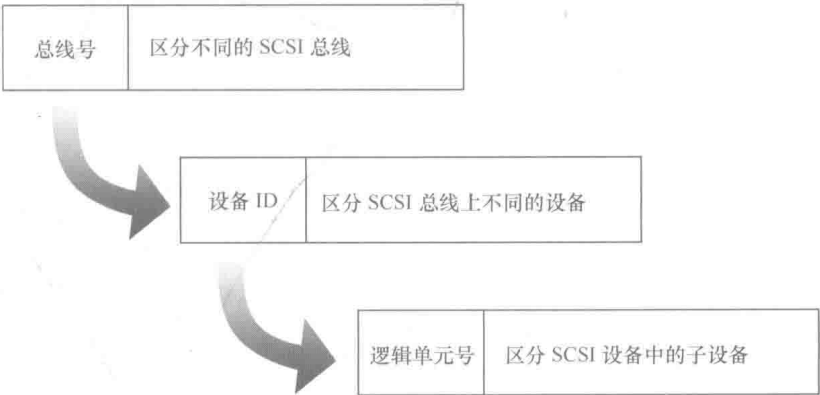 总线号 区分不同的 SCSI 总线
设备 ID 区分 SCSI 总线上不同的设备
逻辑单元号 区分 SCSI 设备中的子设备